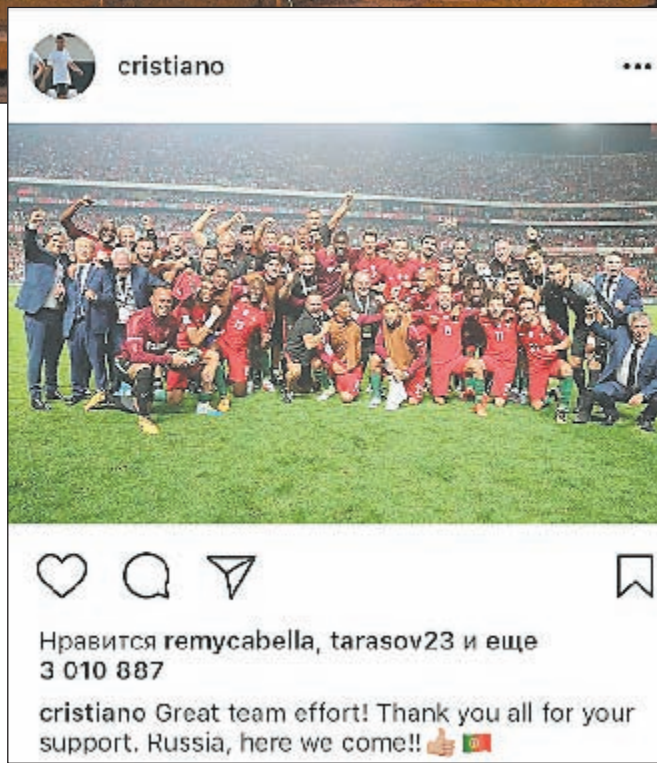 cristiano
Нравится remycabella, tarasov23 и еще
3 010 887
cristiano Great team effort! Thank you all for your
support. Russia, here we come!! 👍🏼 🇵🇹